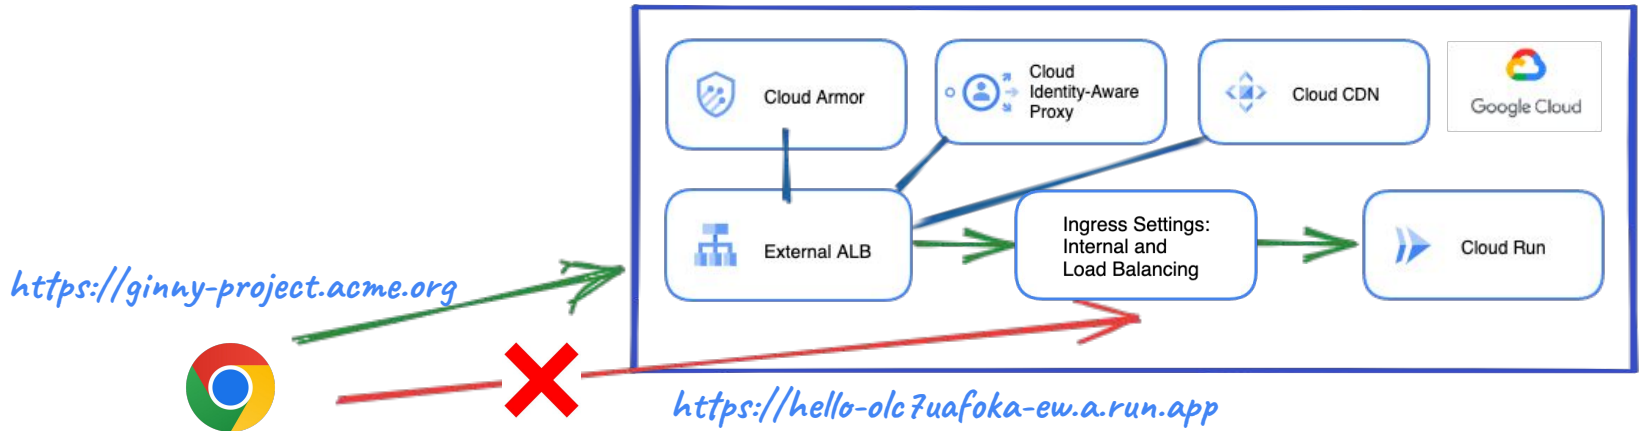 Cloud Armor
Cloud
Identity-Aware
Proxy
Cloud CDN
Google Cloud
External ALB
Ingress Settings:
Internal and
Load Balancing
Cloud Run
https://ginny-project.acme.org
https://hello-olc7uafoka-ew.a.run.app